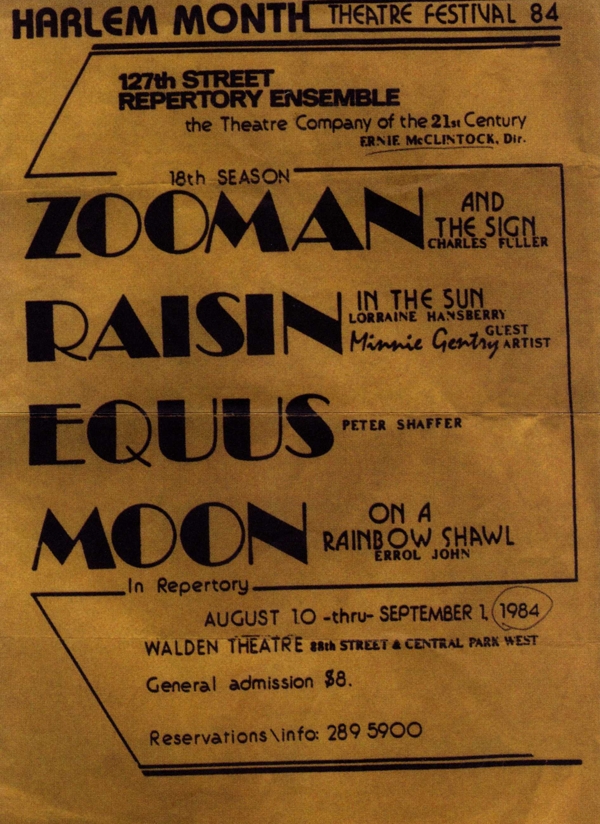 HARLEM MONTH THEATRE FESTIVAL 84
127th STREET
REPERTORY ENSEMBLE
the Theatre Company of the 21st Century
ERNIE McCLINTOCK, Dir.
18th SEASON
ZOOMAN AND
THE SIGN
CHARLES FULLER
RAISIN IN THE SUN
LORRAINE HANSBERRY
Minnie Gentry GUEST
ARTIST
EQUUS PETER SHAFFER
MOON ON A
RAINBOW SHAWL
ERROL JOHN
In Repertory
AUGUST 10 -thru- SEPTEMBER 1, 1984
WALDEN THEATRE 88th STREET & CENTRAL PARK WEST
General admission $8.
Reservations\info: 289 5900